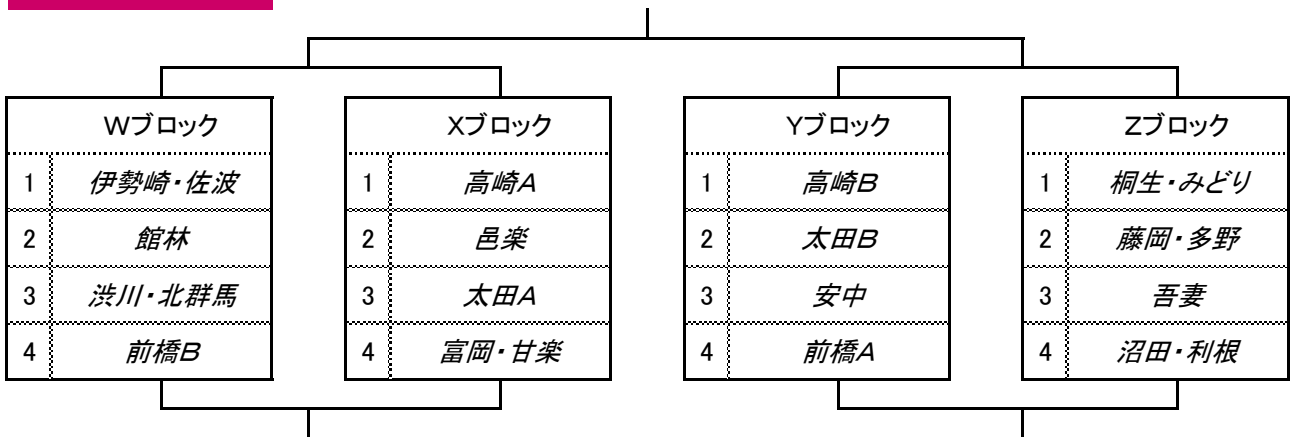 Wブロック
1 伊勢崎・佐波
2 館林
3 渋川・北群馬
4 前橋B
Xブロック
1 高崎A
2 邑楽
3 太田A
4 富岡・甘楽
Yブロック
1 高崎B
2 太田B
3 安中
4 前橋A
Zブロック
1 桐生・みどり
2 藤岡・多野
3 吾妻
4 沼田・利根